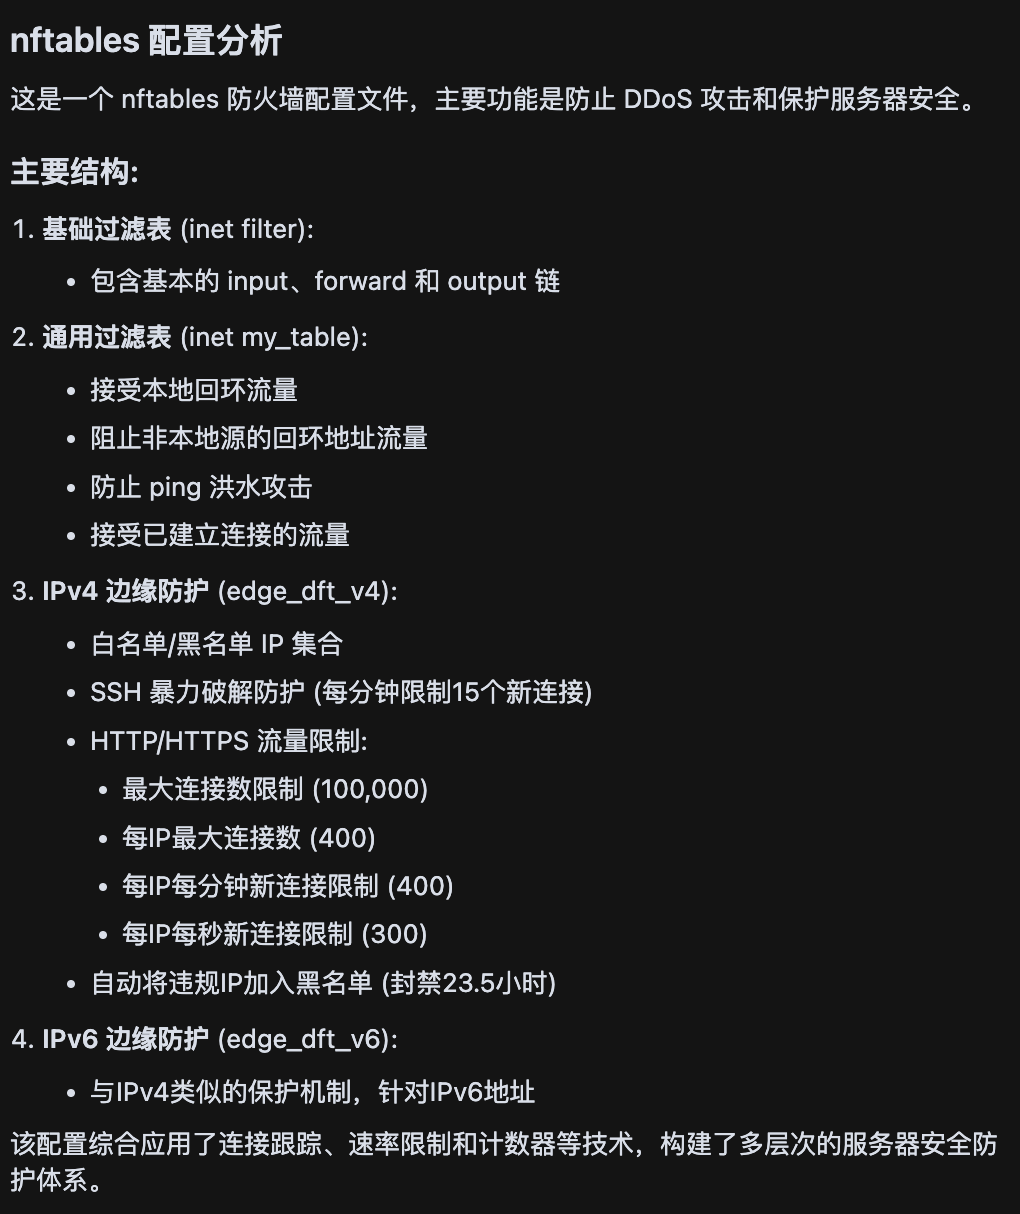 nftables 配置分析
这是一个 nftables 防火墙配置文件，主要功能是防止 DDoS 攻击和保护服务器安全。
主要结构:
1. 基础过滤表 (inet filter):
• 包含基本的 input、forward 和 output 链
2. 通用过滤表 (inet my_table):
• 接受本地回环流量
• 阻止非本地源的回环地址流量
• 防止 ping 洪水攻击
• 接受已建立连接的流量
3. IPv4 边缘防护 (edge_dft_v4):
• 白名单/黑名单 IP 集合
• SSH 暴力破解防护 (每分钟限制15个新连接)
• HTTP/HTTPS 流量限制:
• 最大连接数限制 (100,000)
• 每IP最大连接数 (400)
• 每IP每分钟新连接限制 (400)
• 每IP每秒新连接限制 (300)
• 自动将违规IP加入黑名单 (封禁23.5小时)
4. IPv6 边缘防护 (edge_dft_v6):
• 与IPv4类似的保护机制，针对IPv6地址
该配置综合应用了连接跟踪、速率限制和计数器等技术，构建了多层次的服务器安全防
护体系。